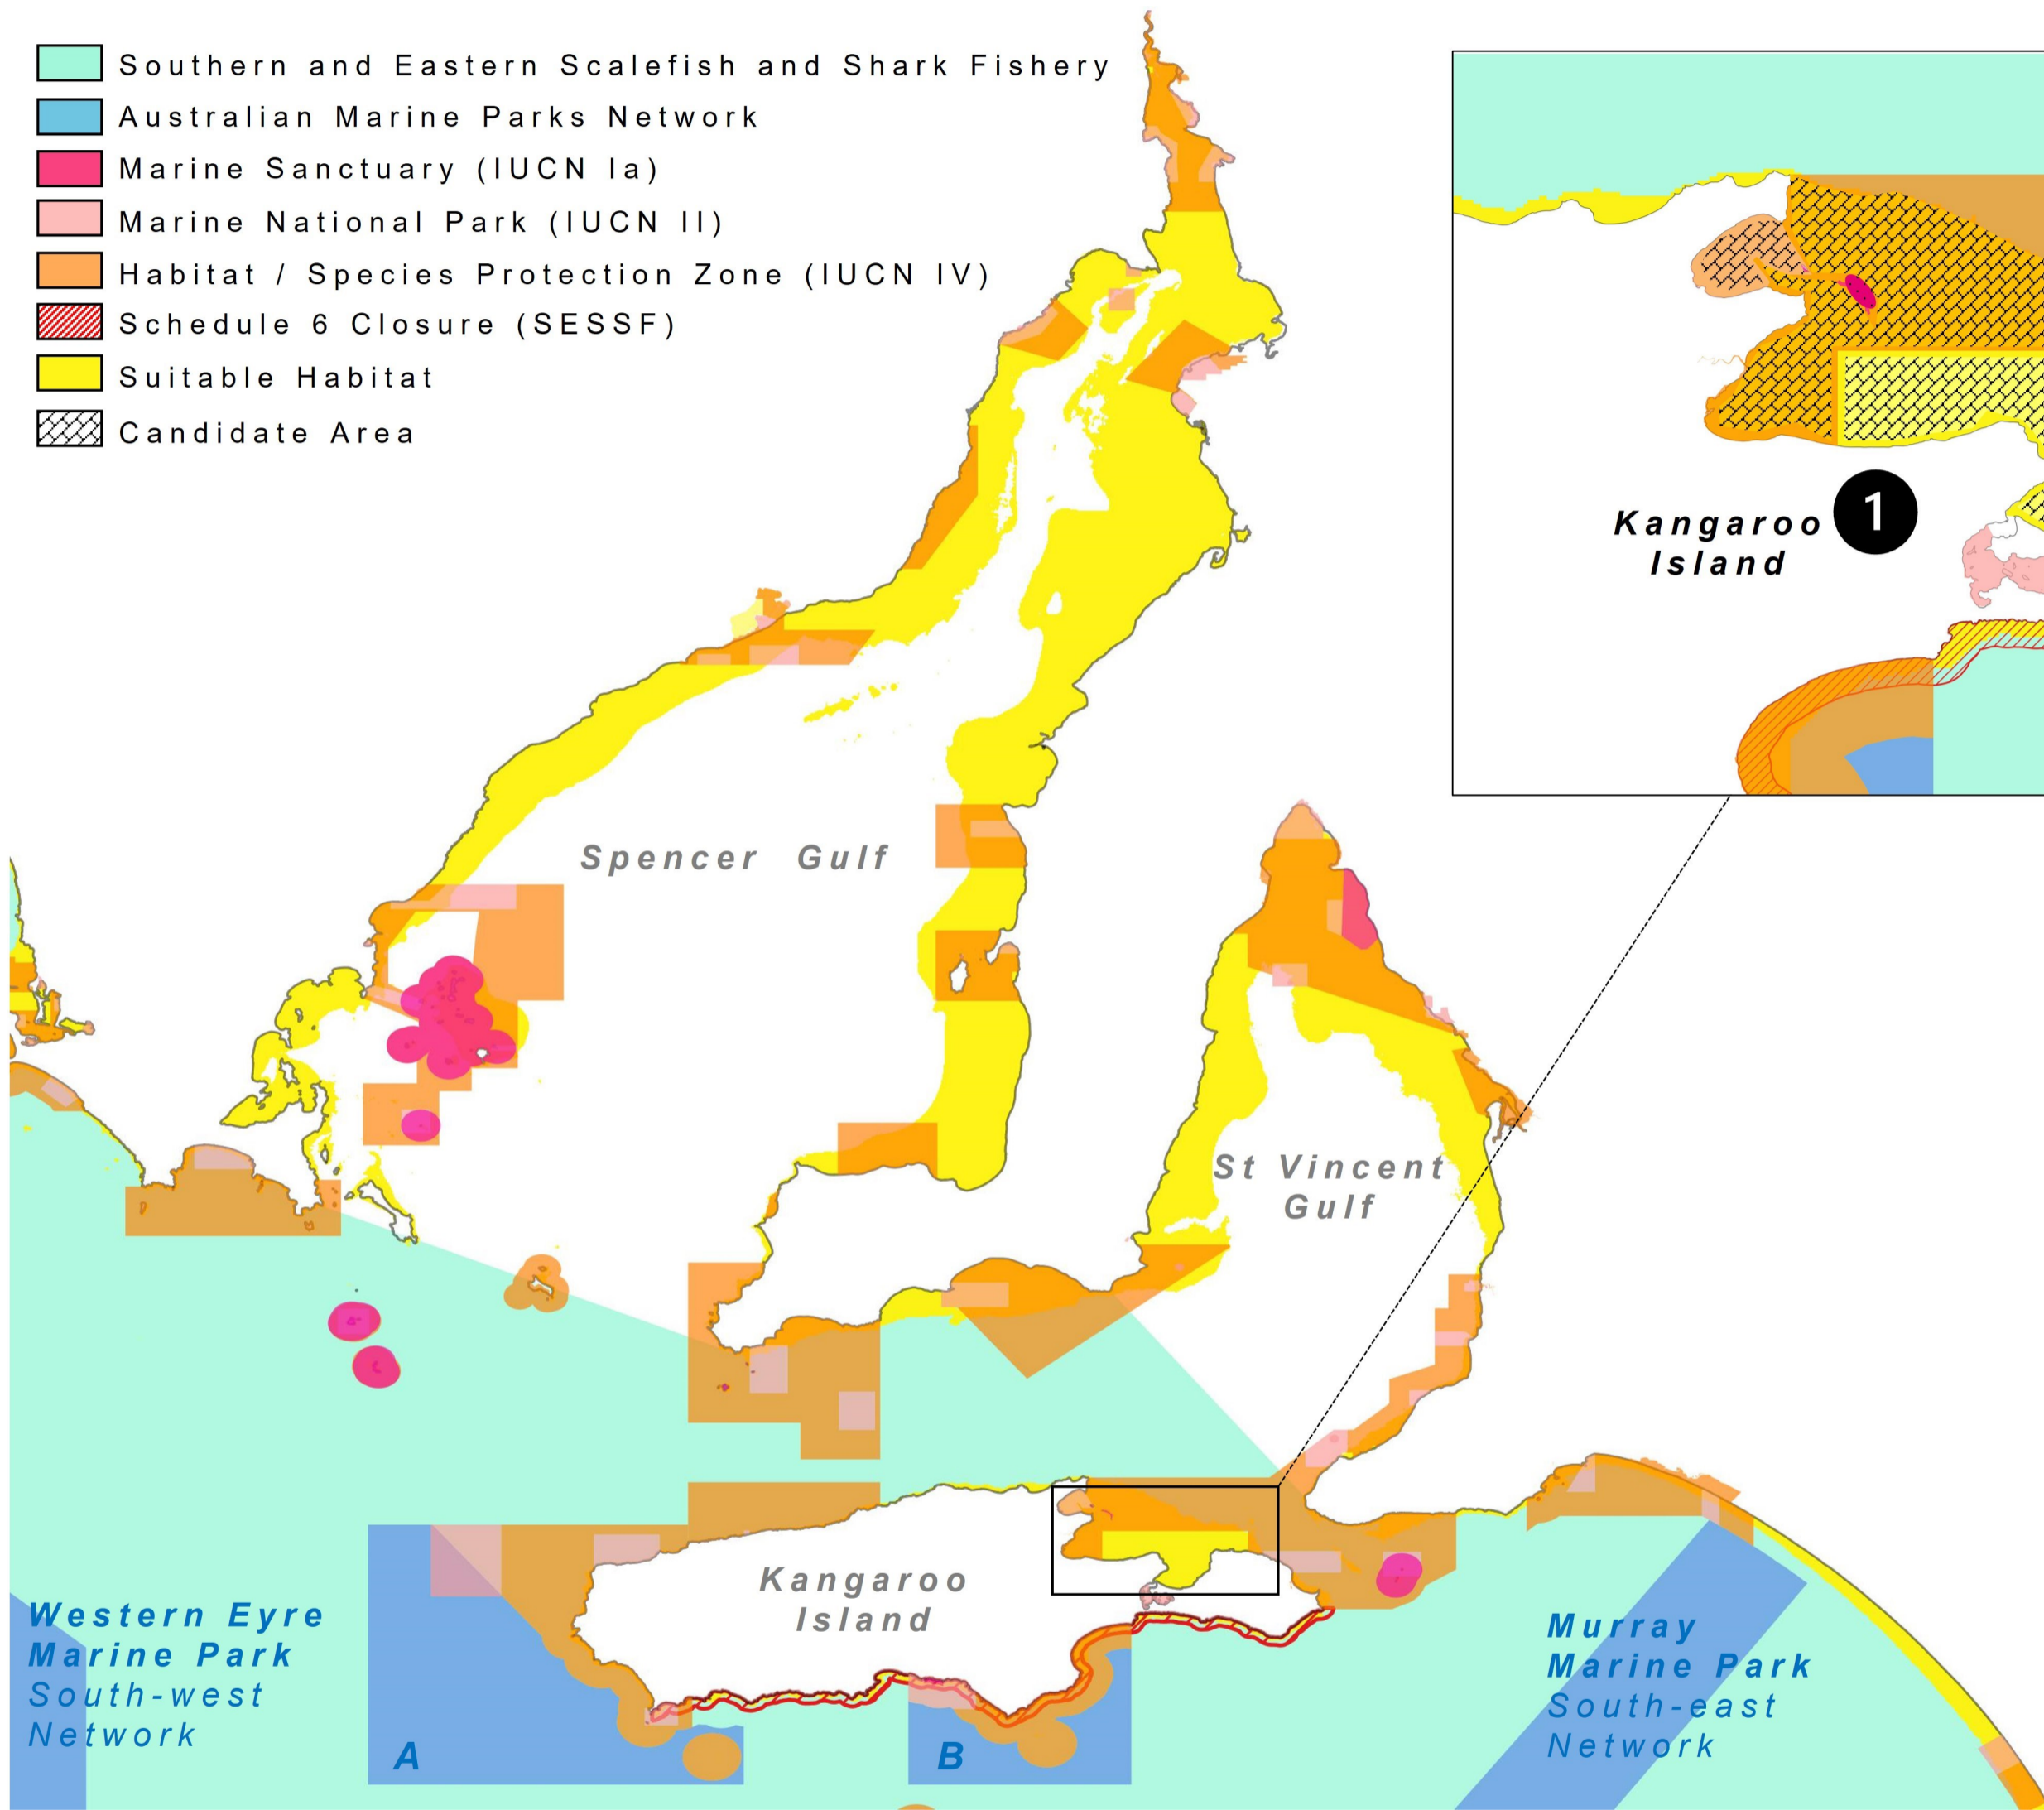 Southern and Eastern Scalefish and Shark Fishery
Australian Marine Parks Network
Marine Sanctuary (IUCN Ia)
Marine National Park (IUCN II)
Habitat / Species Protection Zone (IUCN IV)
Schedule 6 Closure (SESSF)
Suitable Habitat
Candidate Area
Kangaroo
Island
1
Spencer Gulf
St Vincent
Gulf
Kangaroo
Island
Western Eyre
Marine Park
South-west
Network
A
B
Murray
Marine Park
South-east
Network